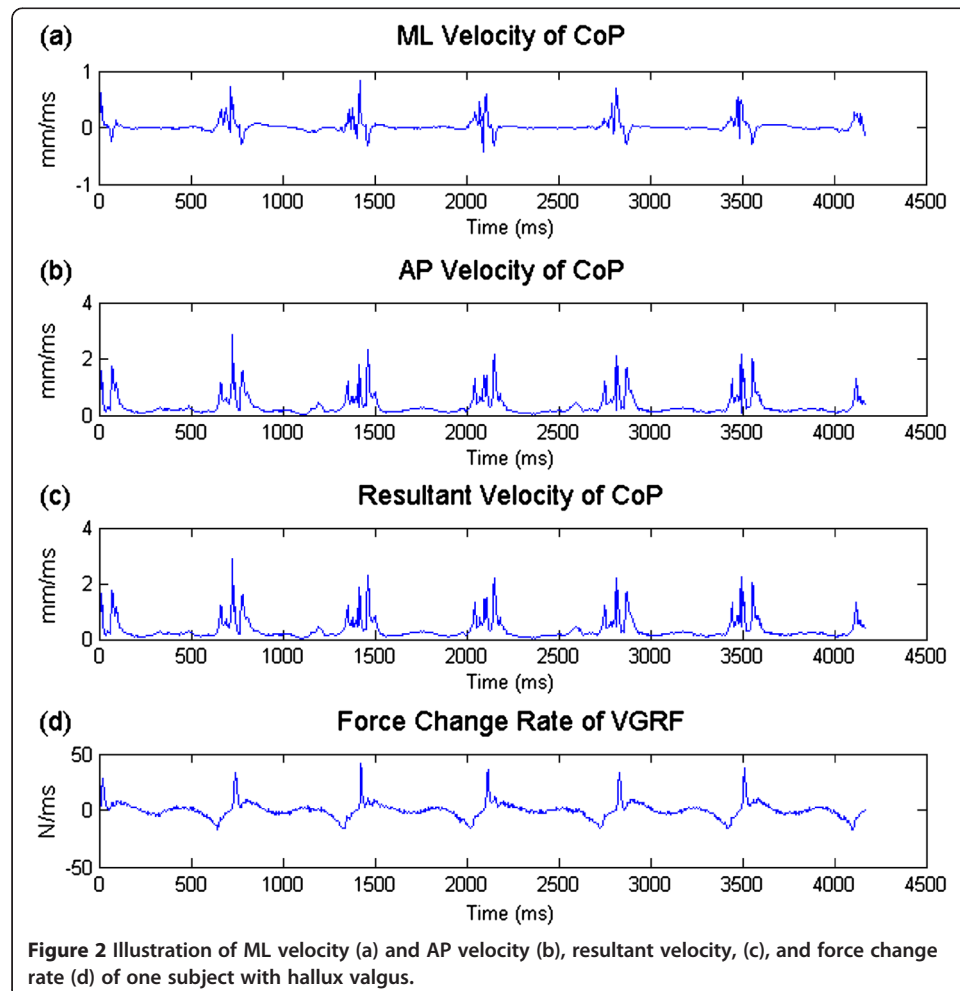 (a) ML Velocity of CoP
mm/ms
1
0
-1
0 500 1000 1500 2000 2500 3000 3500 4000 4500
Time (ms)
(b) AP Velocity of CoP
mm/ms
4
2
0
0 500 1000 1500 2000 2500 3000 3500 4000 4500
Time (ms)
(c) Resultant Velocity of CoP
mm/ms
4
2
0
0 500 1000 1500 2000 2500 3000 3500 4000 4500
Time (ms)
(d) Force Change Rate of VGRF
N/ms
50
0
-50
0 500 1000 1500 2000 2500 3000 3500 4000 4500
Time (ms)
Figure 2 Illustration of ML velocity (a) and AP velocity (b), resultant velocity, (c), and force change
rate (d) of one subject with hallux valgus.